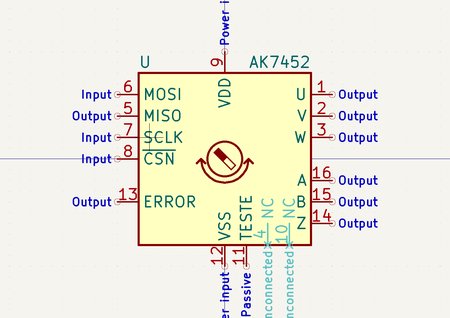 Power i
9
U
AK7452
VDD
Input 6 MOSI
Output 5 MISO
Input 7 SCLK
Input 8 CSN
Output 13 ERROR
U 1 Output
V 2 Output
W 3 Output
A 16 Output
B 15 Output
Z 14 Output
VSS
TESTE
NC
NC
12
11
4
10
er input
Passive
nconnected
nconnected